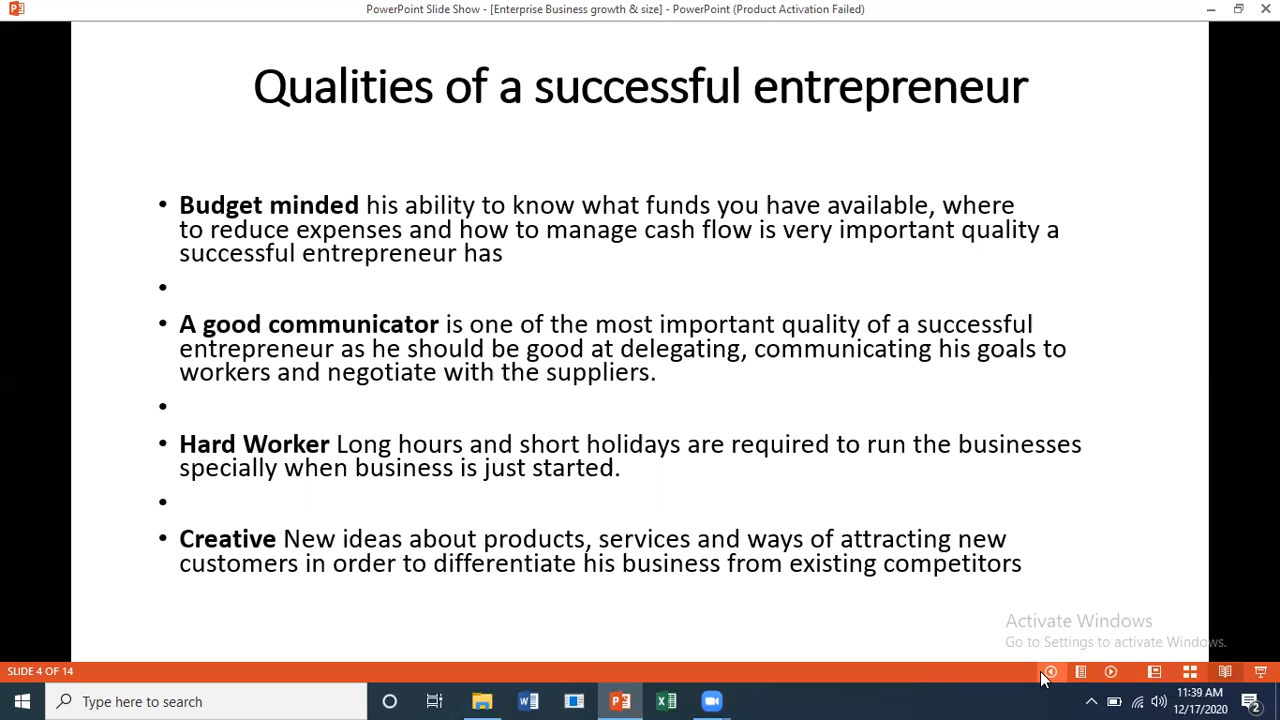 PowerPoint Slide Show - [Enterprise Business growth & size] - PowerPoint (Product Activation Failed)
Qualities of a successful entrepreneur
• Budget minded his ability to know what funds you have available, where
to reduce expenses and how to manage cash flow is very important quality a
successful entrepreneur has
•
• A good communicator is one of the most important quality of a successful
entrepreneur as he should be good at delegating, communicating his goals to
workers and negotiate with the suppliers.
•
• Hard Worker Long hours and short holidays are required to run the businesses
specially when business is just started.
•
• Creative New ideas about products, services and ways of attracting new
customers in order to differentiate his business from existing competitors
Activate Windows
Go to Settings to activate Windows.
SLIDE 4 OF 14
Type here to search
11:39 AM
12/17/2020
2